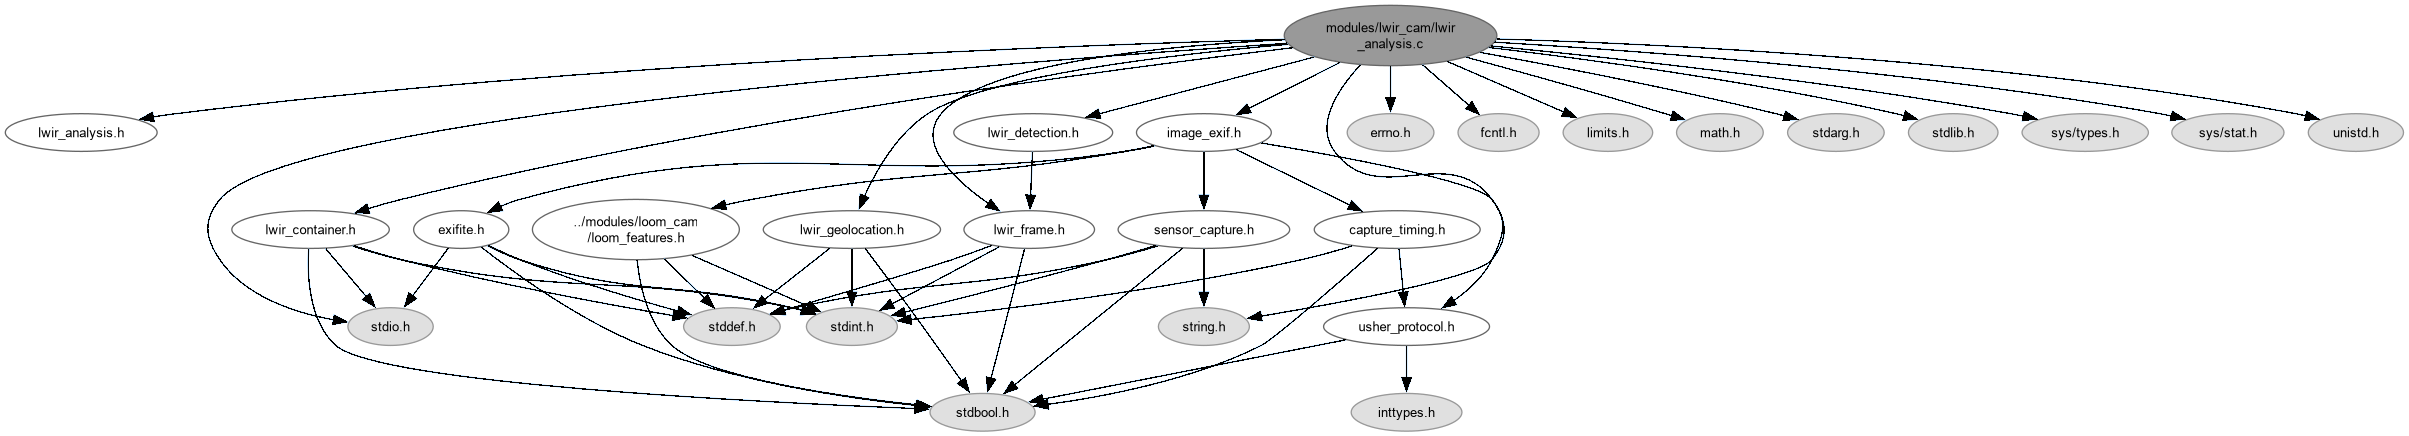 modules/lwir_cam/lwir
_analysis.c
lwir_analysis.h
lwir_detection.h
image_exif.h
errno.h
fcntl.h
limits.h
math.h
stdarg.h
stdlib.h
sys/types.h
sys/stat.h
unistd.h
lwir_container.h
exifite.h
../modules/loom_cam
/loom_features.h
lwir_geolocation.h
lwir_frame.h
sensor_capture.h
capture_timing.h
stdio.h
stddef.h
stdint.h
string.h
usher_protocol.h
stdbool.h
inttypes.h